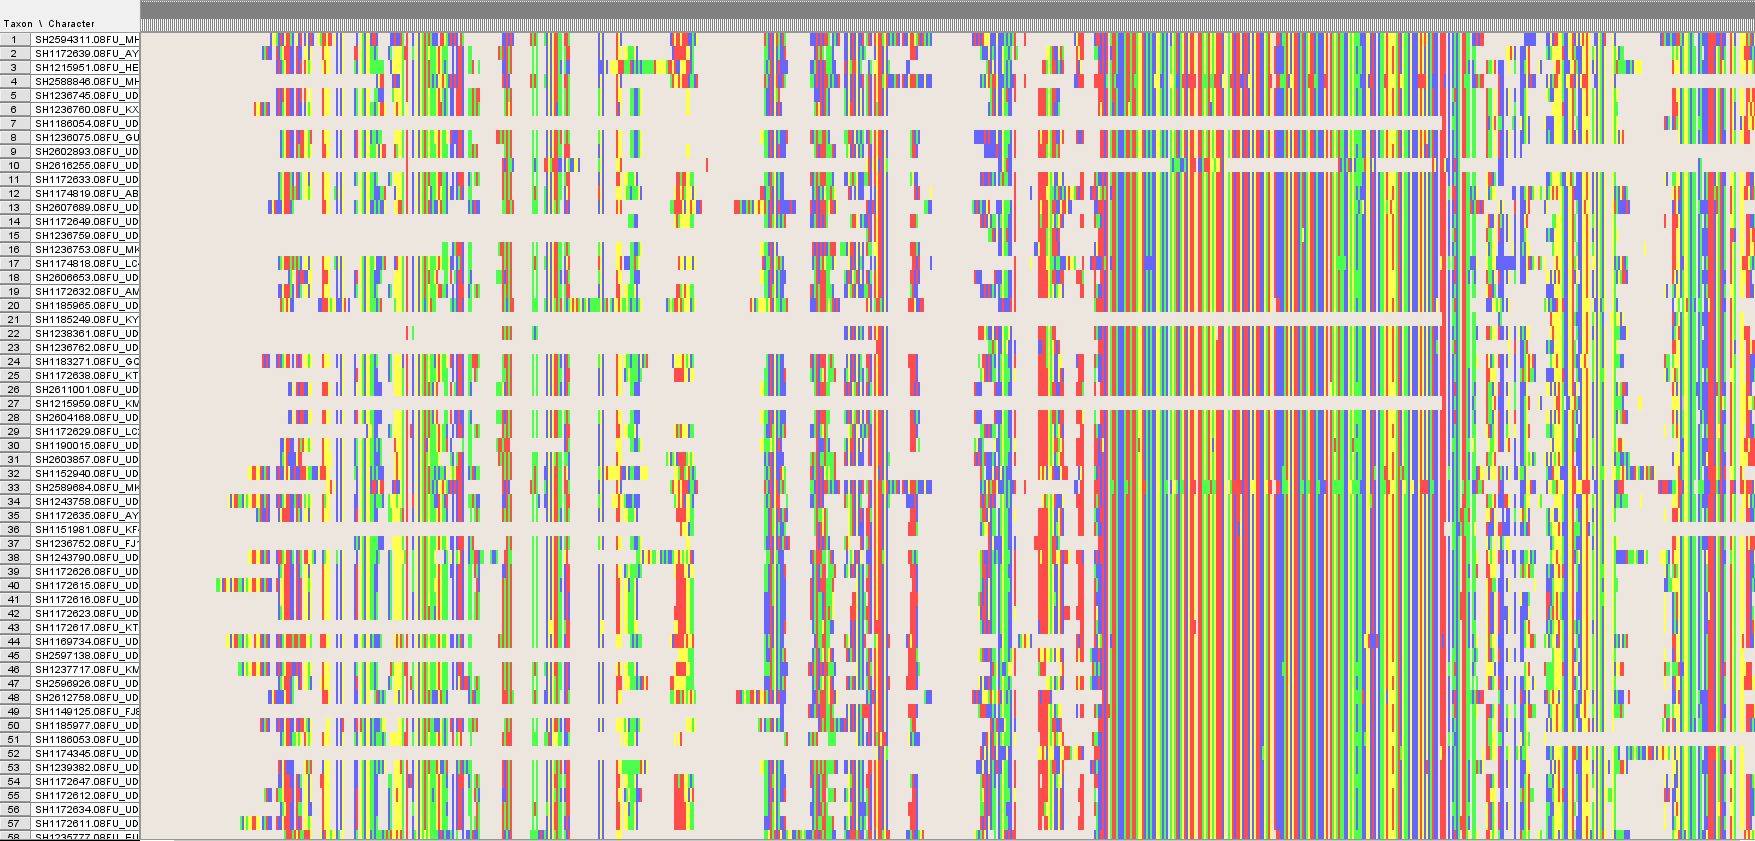 Taxon \ Character
1 SH2594311.08FU_MH
2 SH1172639.08FU_AY
3 SH1215951.08FU_HE
4 SH2588846.08FU_MH
5 SH1236745.08FU_UD
6 SH1236760.08FU_KX
7 SH1186054.08FU_UD
8 SH1236075.08FU_GU
9 SH2602893.08FU_UD
10 SH2616255.08FU_UD
11 SH1172633.08FU_UD
12 SH1174819.08FU_AB
13 SH2607689.08FU_UD
14 SH1172649.08FU_UD
15 SH1236759.08FU_UD
16 SH1236753.08FU_MK
17 SH1174818.08FU_LC
18 SH2606653.08FU_UD
19 SH1172632.08FU_AM
20 SH1185965.08FU_UD
21 SH1185249.08FU_KY
22 SH1238361.08FU_UD
23 SH1236762.08FU_UD
24 SH1183271.08FU_GQ
25 SH1172638.08FU_KT
26 SH2611001.08FU_UD
27 SH1215959.08FU_KM
28 SH2604168.08FU_UD
29 SH1172629.08FU_LC
30 SH1190015.08FU_UD
31 SH2603857.08FU_UD
32 SH1152940.08FU_UD
33 SH2589684.08FU_MK
34 SH1243758.08FU_UD
35 SH1172635.08FU_AY
36 SH1151981.08FU_KF
37 SH1236752.08FU_FJ
38 SH1243790.08FU_UD
39 SH1172626.08FU_UD
40 SH1172615.08FU_UD
41 SH1172616.08FU_UD
42 SH1172623.08FU_UD
43 SH1172617.08FU_KT
44 SH1169734.08FU_UD
45 SH2597138.08FU_UD
46 SH1237717.08FU_KM
47 SH2596926.08FU_UD
48 SH2612758.08FU_UD
49 SH1149125.08FU_FJ8
50 SH1185977.08FU_UD
51 SH1186053.08FU_UD
52 SH1174345.08FU_UD
53 SH1239382.08FU_UD
54 SH1172647.08FU_UD
55 SH1172612.08FU_UD
56 SH1172634.08FU_UD
57 SH1172611.08FU_UD
58 SH1235777.08FU_EU